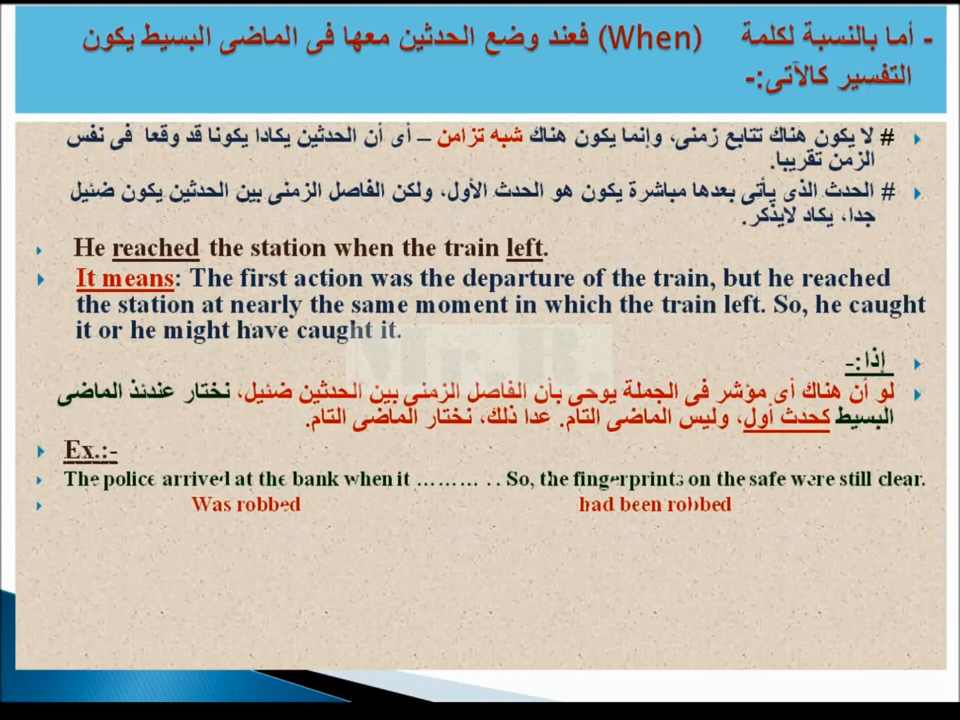 - أما بالنسبة لكلمة (When) فعند وضع الحدثين معها فى الماضى البسيط يكون
التفسير كالآتى:-
# لا يكون هناك تتابع زمنى، وإنما يكون هناك شبه تزامن – أى أن الحدثين يكادا يكونا قد وقعا فى نفس
الزمن تقريبا.
# الحدث الذى يأتى بعدها مباشرة يكون هو الحدث الأول، ولكن الفاصل الزمنى بين الحدثين يكون ضئيل
جدا، يكاد لايذكر.
He reached the station when the train left.
It means: The first action was the departure of the train, but he reached
the station at nearly the same moment in which the train left. So, he caught
it or he might have caught it.
Mr. R.
إذا:-
لو أن هناك أى مؤشر فى الجملة يوحى بأن الفاصل الزمنى بين الحدثين ضئيل، نختار عندئذ الماضى
البسيط كحدث أول، وليس الماضى التام. عدا ذلك، نختار الماضى التام.
Ex.:-
The police arrived at the bank when it ……… . . So, the fingerprints on the safe were still clear.
Was robbed had been robbed